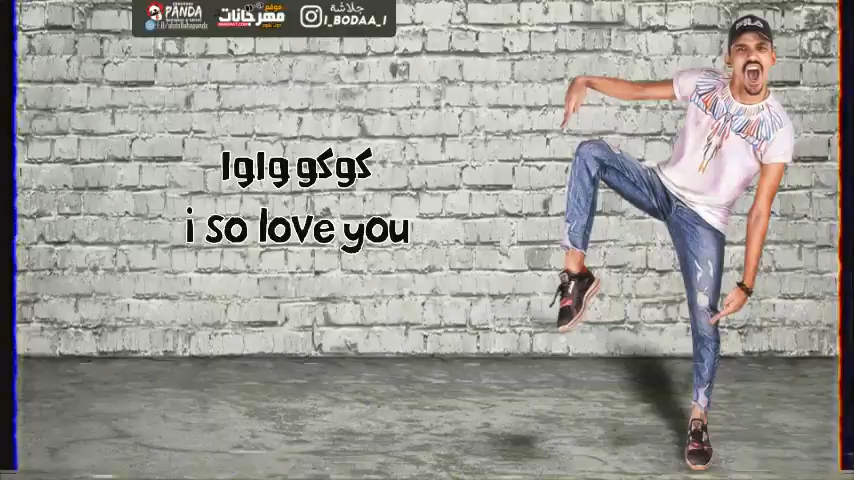 PANDA
موقع
مهرجانات
جلاشة
I_BODAA_I
FILA
كوكو واوا
i so love you